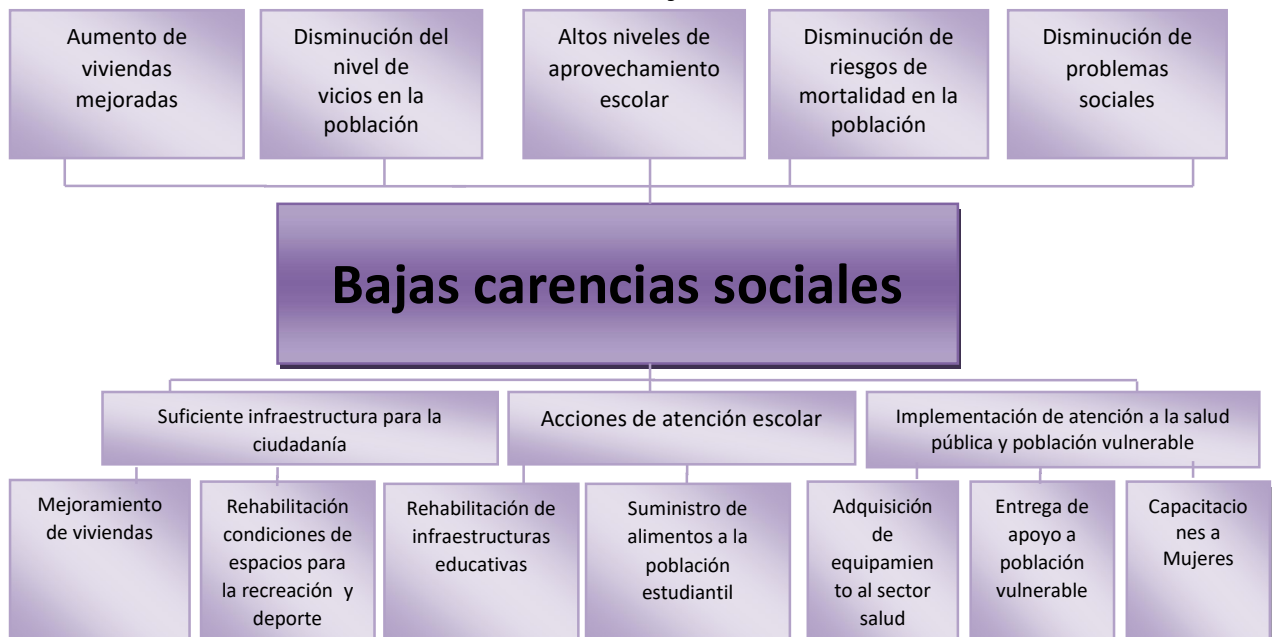 Aumento de
viviendas
mejoradas
Disminución del
nivel de
vicios en la
población
Altos niveles de
aprovechamiento
escolar
Disminución de
riesgos de
mortalidad en la
población
Disminución de
problemas
sociales
Bajas carencias sociales
Suficiente infraestructura para la
ciudadanía
Acciones de atención escolar
Implementación de atención a la salud
pública y población vulnerable
Mejoramiento
de viviendas
Rehabilitación
condiciones de
espacios para
la recreación y
deporte
Rehabilitación de
infraestructuras
educativas
Suministro de
alimentos a la
población
estudiantil
Adquisición
de
equipamien
to al sector
salud
Entrega de
apoyo a
población
vulnerable
Capacitacio
nes a
Mujeres